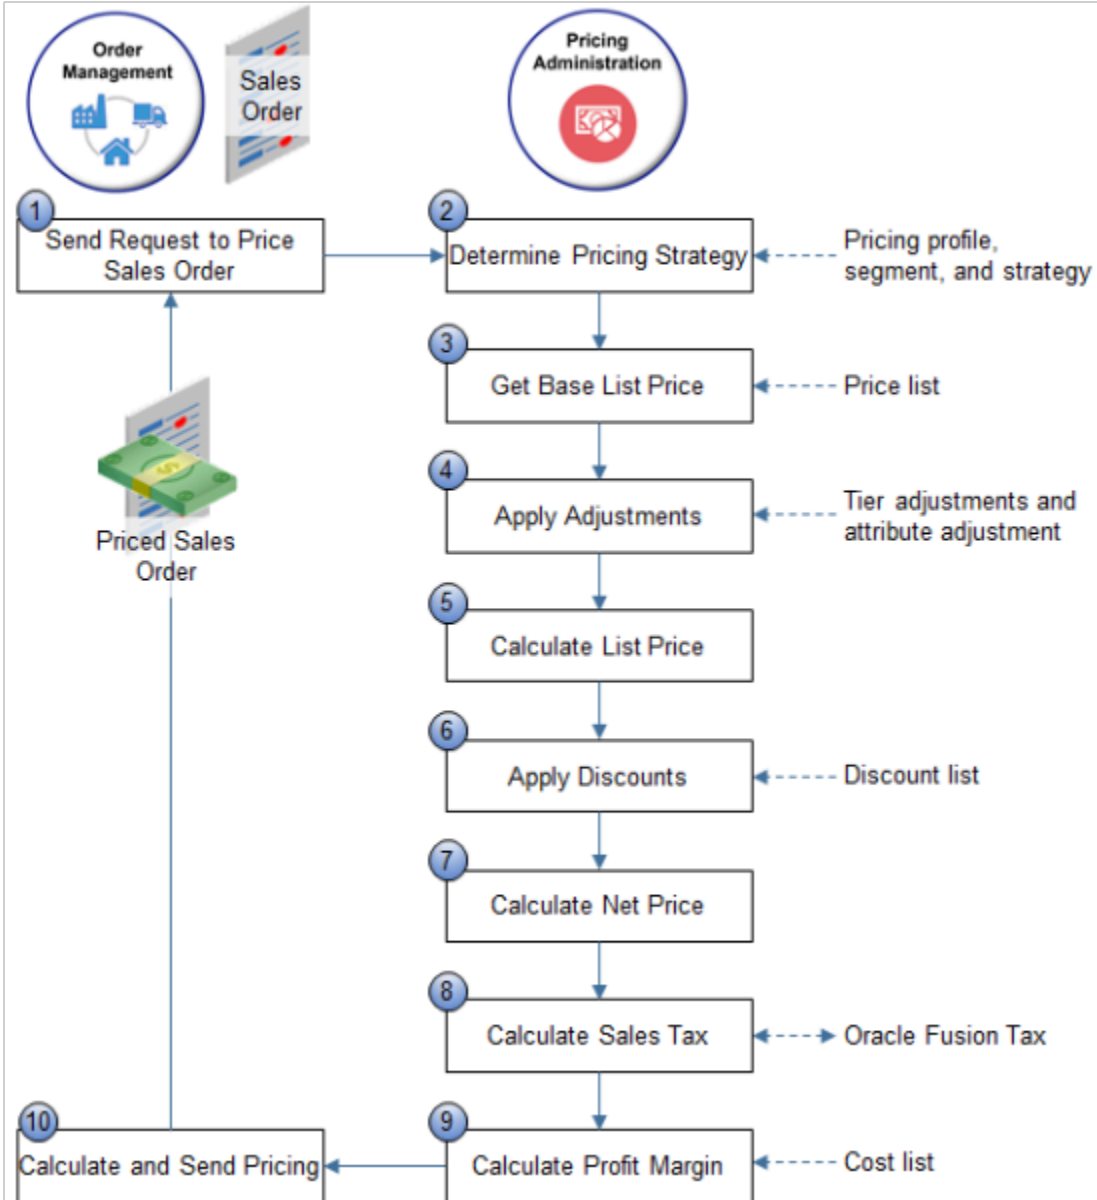 Order
Management
Sales
Order
Pricing
Administration
1
Send Request to Price
Sales Order
2
Determine Pricing Strategy
Pricing profile,
segment, and strategy
3
Get Base List Price
Price list
4
Apply Adjustments
Tier adjustments and
attribute adjustment
Priced Sales
Order
5
Calculate List Price
6
Apply Discounts
Discount list
7
Calculate Net Price
8
Calculate Sales Tax
Oracle Fusion Tax
10
Calculate and Send Pricing
9
Calculate Profit Margin
Cost list